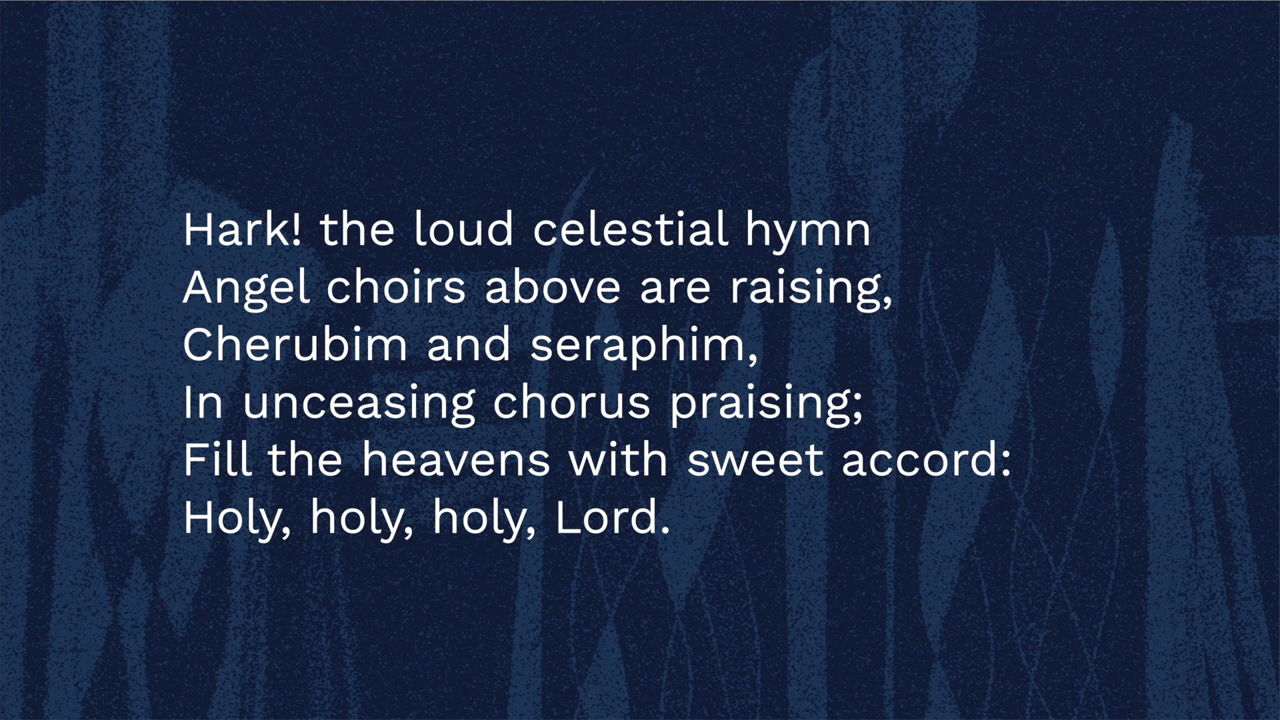 Hark! the loud celestial hymn
Angel choirs above are raising,
Cherubim and seraphim,
In unceasing chorus praising;
Fill the heavens with sweet accord:
Holy, holy, holy, Lord.